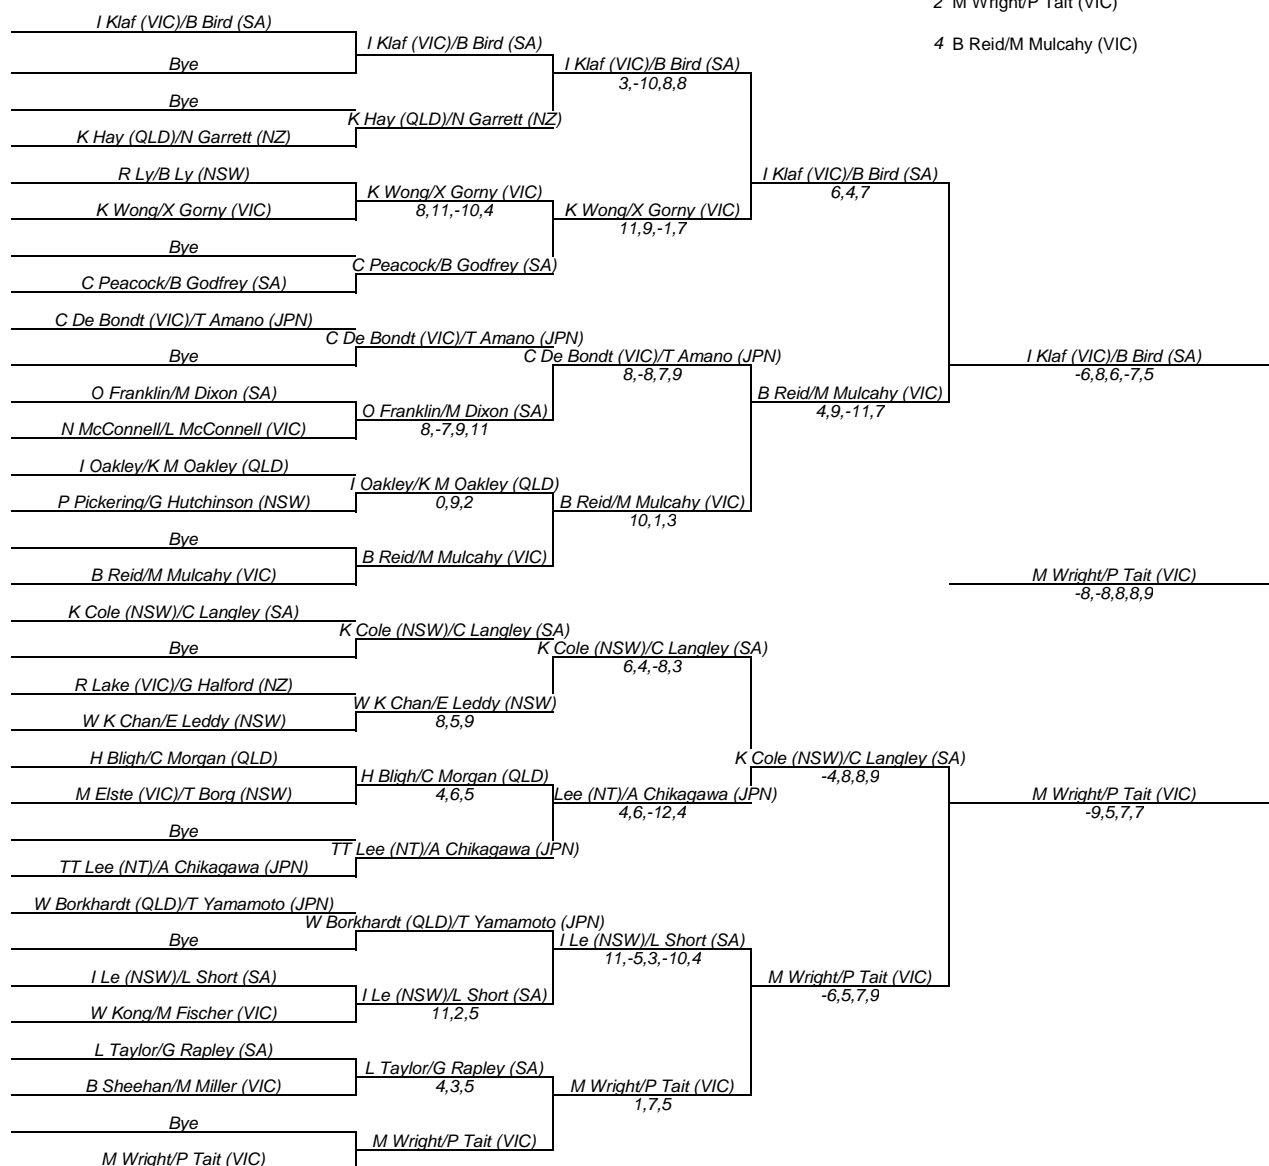 2 M Wright/P Tait (VIC)
4 B Reid/M Mulcahy (VIC)
I Klaf (VIC)/B Bird (SA)
Bye
Bye
K Hay (QLD)/N Garrett (NZ)
R Ly/B Ly (NSW)
K Wong/X Gorny (VIC)
Bye
C Peacock/B Godfrey (SA)
C De Bondt (VIC)/T Amano (JPN)
Bye
O Franklin/M Dixon (SA)
N McConnell/L McConnell (VIC)
I Oakley/K M Oakley (QLD)
P Pickering/G Hutchinson (NSW)
Bye
B Reid/M Mulcahy (VIC)
K Cole (NSW)/C Langley (SA)
Bye
R Lake (VIC)/G Halford (NZ)
W K Chan/E Leddy (NSW)
H Bligh/C Morgan (QLD)
M Elste (VIC)/T Borg (NSW)
Bye
TT Lee (NT)/A Chikagawa (JPN)
W Borkhardt (QLD)/T Yamamoto (JPN)
Bye
I Le (NSW)/L Short (SA)
W Kong/M Fischer (VIC)
L Taylor/G Rapley (SA)
B Sheehan/M Miller (VIC)
Bye
M Wright/P Tait (VIC)
I Klaf (VIC)/B Bird (SA)
K Hay (QLD)/N Garrett (NZ)
K Wong/X Gorny (VIC)
8,11,-10,4
C Peacock/B Godfrey (SA)
C De Bondt (VIC)/T Amano (JPN)
O Franklin/M Dixon (SA)
8,-7,9,11
I Oakley/K M Oakley (QLD)
0,9,2
B Reid/M Mulcahy (VIC)
K Cole (NSW)/C Langley (SA)
W K Chan/E Leddy (NSW)
8,5,9
H Bligh/C Morgan (QLD)
4,6,5
TT Lee (NT)/A Chikagawa (JPN)
W Borkhardt (QLD)/T Yamamoto (JPN)
I Le (NSW)/L Short (SA)
11,2,5
L Taylor/G Rapley (SA)
4,3,5
M Wright/P Tait (VIC)
I Klaf (VIC)/B Bird (SA)
3,-10,8,8
K Wong/X Gorny (VIC)
11,9,-1,7
C De Bondt (VIC)/T Amano (JPN)
8,-8,7,9
B Reid/M Mulcahy (VIC)
10,1,3
K Cole (NSW)/C Langley (SA)
6,4,-8,3
Lee (NT)/A Chikagawa (JPN)
4,6,-12,4
I Le (NSW)/L Short (SA)
11,-5,3,-10,4
M Wright/P Tait (VIC)
1,7,5
I Klaf (VIC)/B Bird (SA)
6,4,7
B Reid/M Mulcahy (VIC)
4,9,-11,7
K Cole (NSW)/C Langley (SA)
-4,8,8,9
M Wright/P Tait (VIC)
-6,5,7,9
I Klaf (VIC)/B Bird (SA)
-6,8,6,-7,5
M Wright/P Tait (VIC)
-8,-8,8,8,9
M Wright/P Tait (VIC)
-9,5,7,7